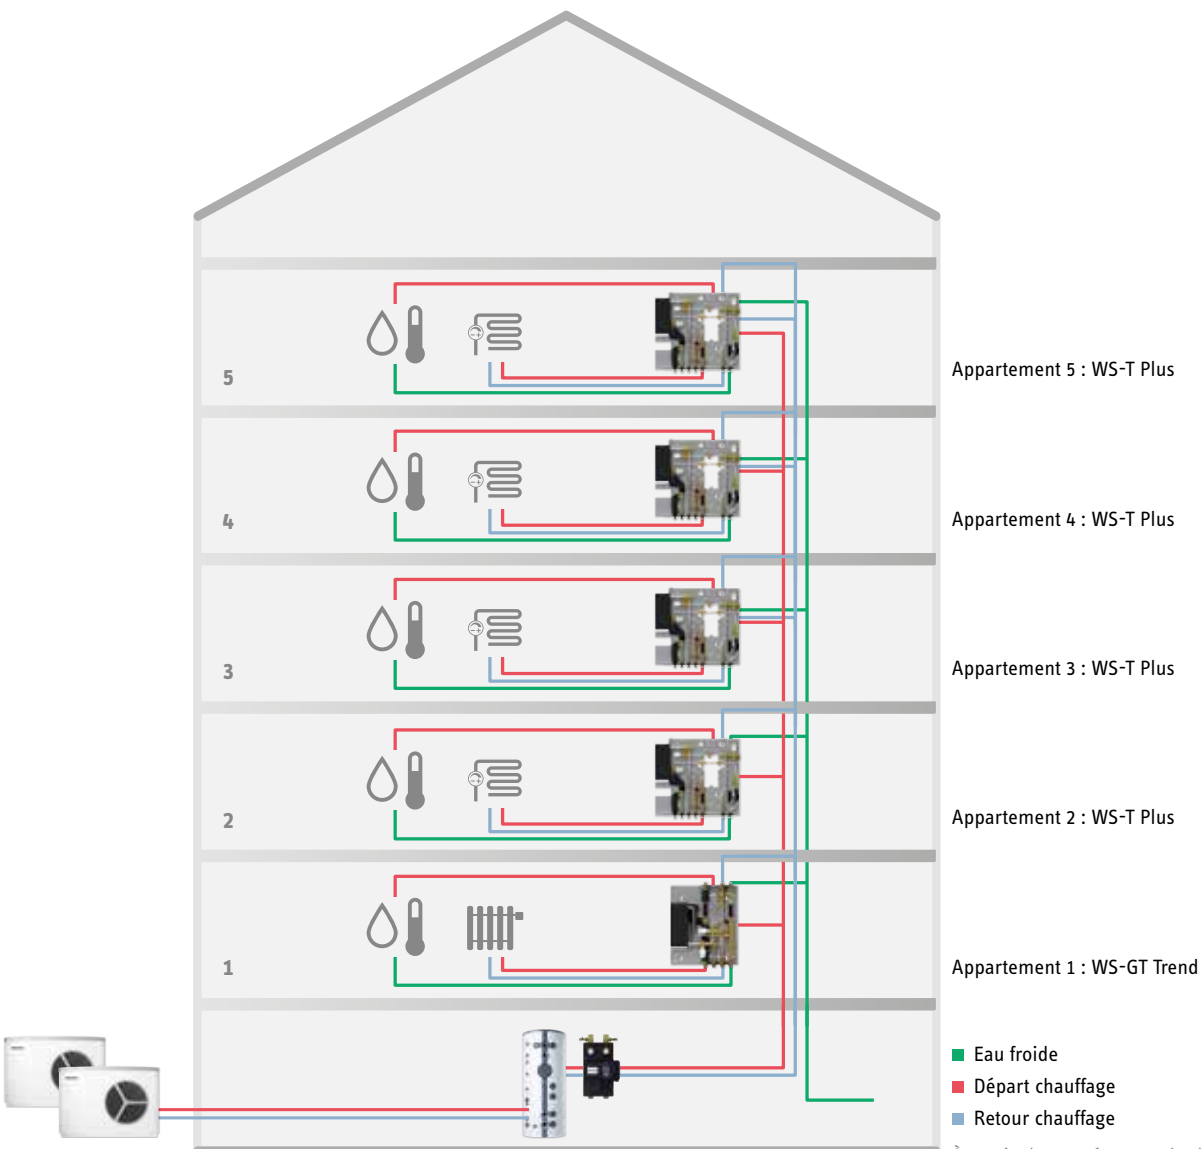 5
Appartement 5 : WS-T Plus
4
Appartement 4 : WS-T Plus
3
Appartement 3 : WS-T Plus
2
Appartement 2 : WS-T Plus
1
Appartement 1 : WS-GT Trend
Eau froide
Départ chauffage
Retour chauffage